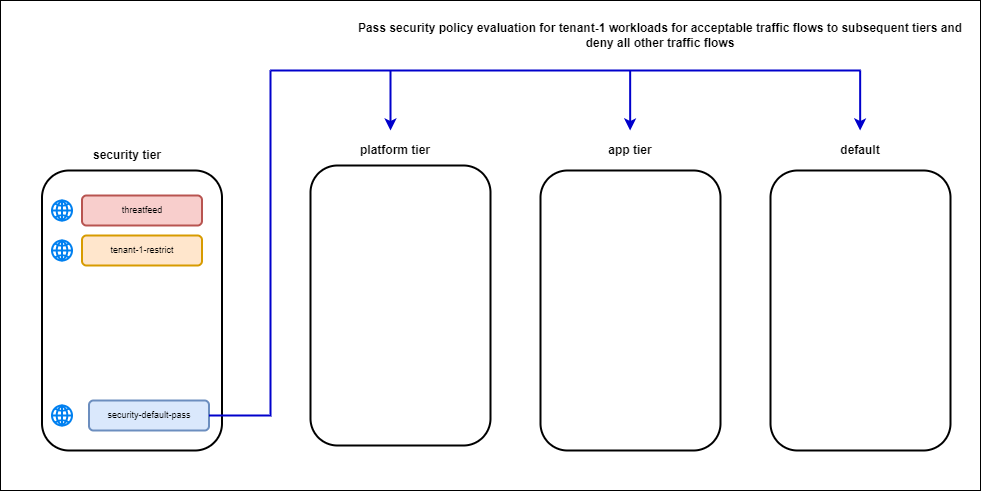 Pass security policy evaluation for tenant-1 workloads for acceptable traffic flows to subsequent tiers and
deny all other traffic flows
security tier
platform tier
app tier
default
threatfeed
tenant-1-restrict
security-default-pass